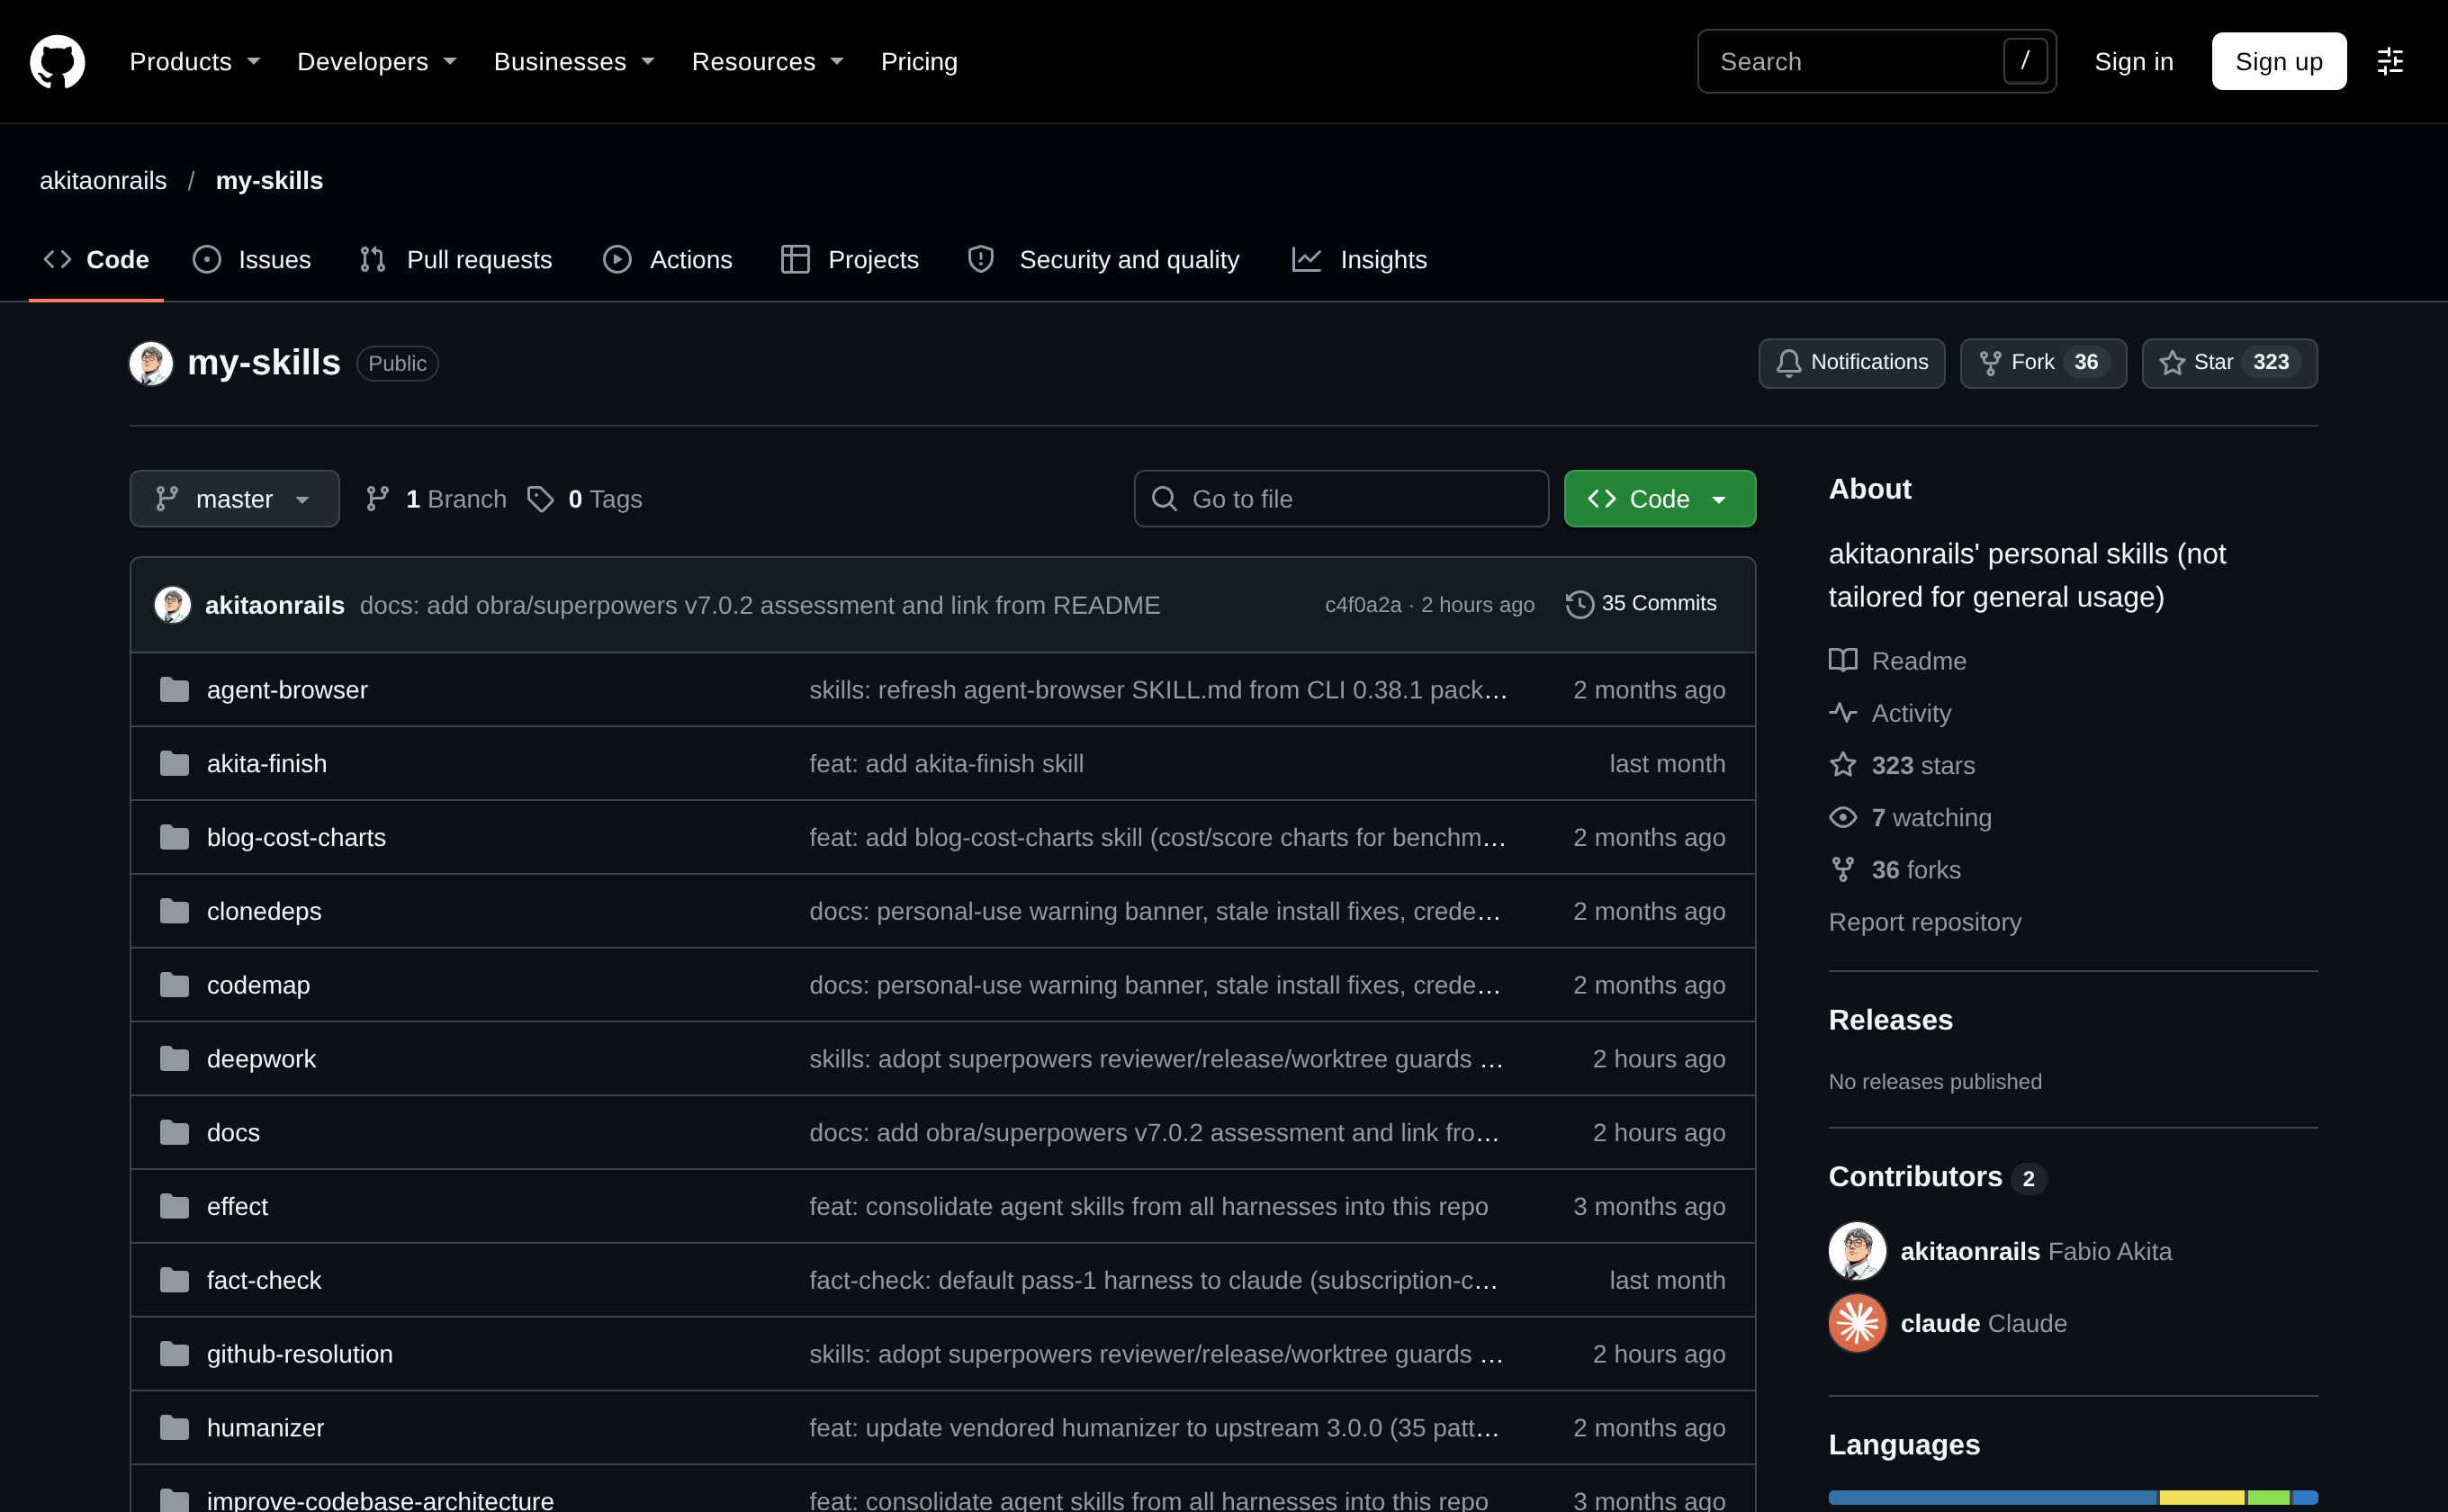 Products Developers Businesses Resources Pricing Search / Sign in Sign up
akitaonrails / my-skills
Code Issues Pull requests Actions Projects Security and quality Insights
my-skills Public Notifications Fork 36 Star 323
master 1 Branch 0 Tags Go to file Code
akitaonrails docs: add obra/superpowers v7.0.2 assessment and link from README c4f0a2a · 2 hours ago 35 Commits
agent-browser skills: refresh agent-browser SKILL.md from CLI 0.38.1 pack… 2 months ago
akita-finish feat: add akita-finish skill last month
blog-cost-charts feat: add blog-cost-charts skill (cost/score charts for benchm… 2 months ago
clonedeps docs: personal-use warning banner, stale install fixes, crede… 2 months ago
codemap docs: personal-use warning banner, stale install fixes, crede… 2 months ago
deepwork skills: adopt superpowers reviewer/release/worktree guards … 2 hours ago
docs docs: add obra/superpowers v7.0.2 assessment and link fro… 2 hours ago
effect feat: consolidate agent skills from all harnesses into this repo 3 months ago
fact-check fact-check: default pass-1 harness to claude (subscription-c… last month
github-resolution skills: adopt superpowers reviewer/release/worktree guards … 2 hours ago
humanizer feat: update vendored humanizer to upstream 3.0.0 (35 patt… 2 months ago
improve-codebase-architecture feat: consolidate agent skills from all harnesses into this repo 3 months ago
About
akitaonrails' personal skills (not
tailored for general usage)
Readme
Activity
323 stars
7 watching
36 forks
Report repository
Releases
No releases published
Contributors 2
akitaonrails Fabio Akita
claude Claude
Languages